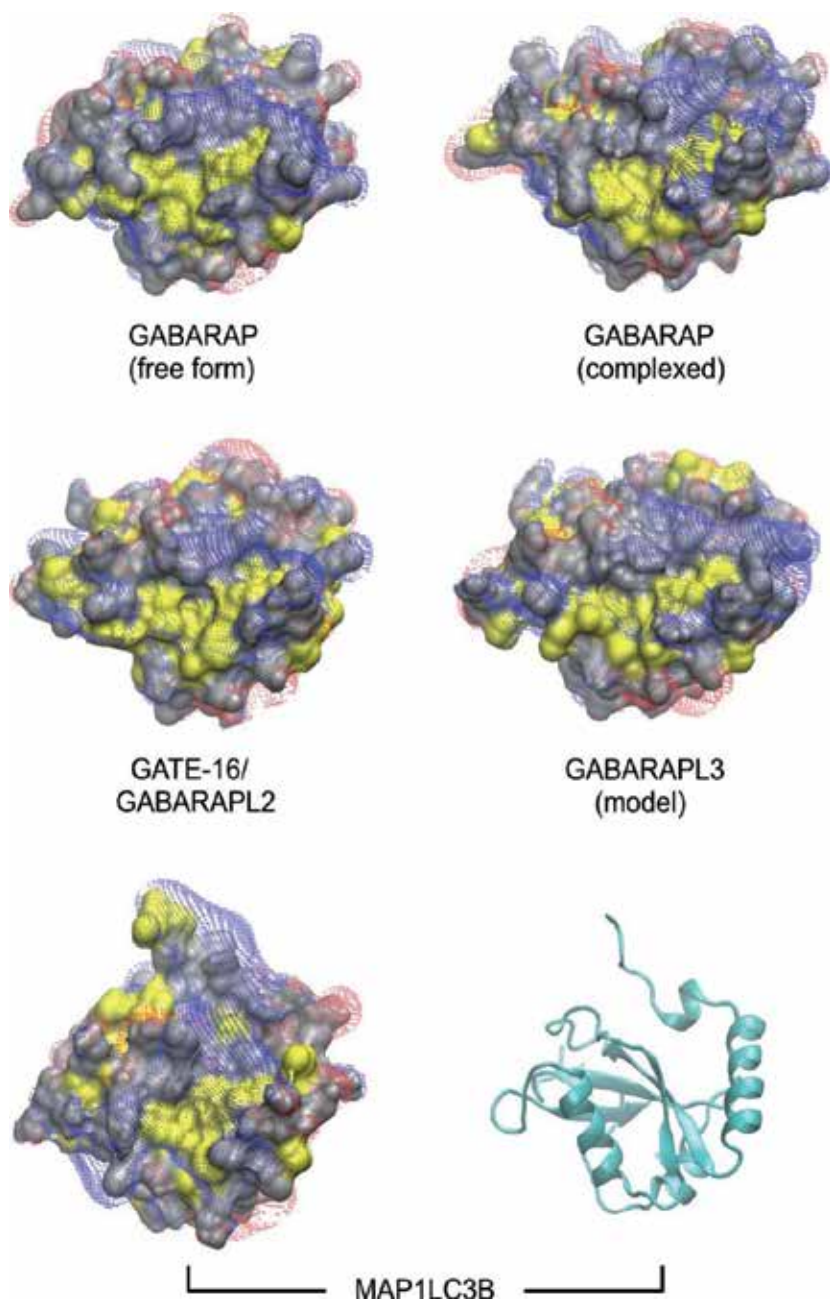 GABARAP
(free form)
GABARAP
(complexed)
GATE-16/
GABARAPL2
GABARAPL3
(model)
MAP1LC3B